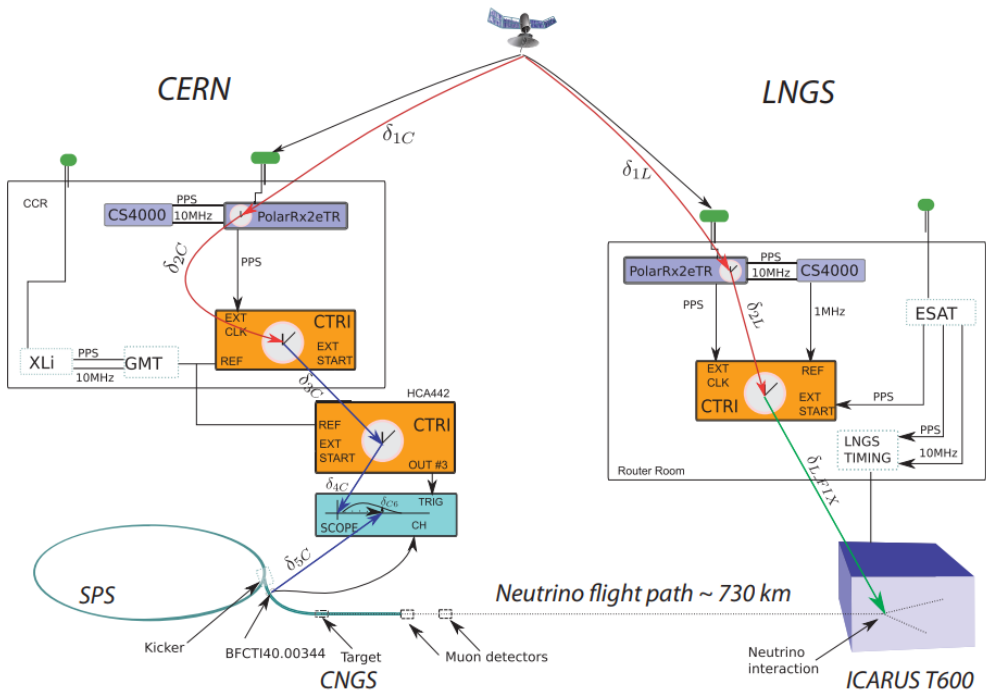 CERN
LNGS
δ1C
δ1L
CCR
CS4000
PPS
10MHz
PolarRx2eTR
δ2C
PPS
EXT
CLK
CTRI
REF
EXT
START
XLi
PPS
10MHz
GMT
δ3C
HCA442
REF
CTRI
EXT
START
OUT #3
δ4C
δC6
TRIG
SCOPE
CH
δ5C
PolarRx2eTR
PPS
10MHz
CS4000
PPS
δ2L
1MHz
ESAT
EXT
CLK
REF
CTRI
EXT
START
PPS
PPS
LNGS
TIMING
10MHz
Router Room
δL_FIX
SPS
Neutrino flight path ~ 730 km
Kicker
BFCTI40.00344
Target
Muon detectors
CNGS
Neutrino
interaction
ICARUS T600